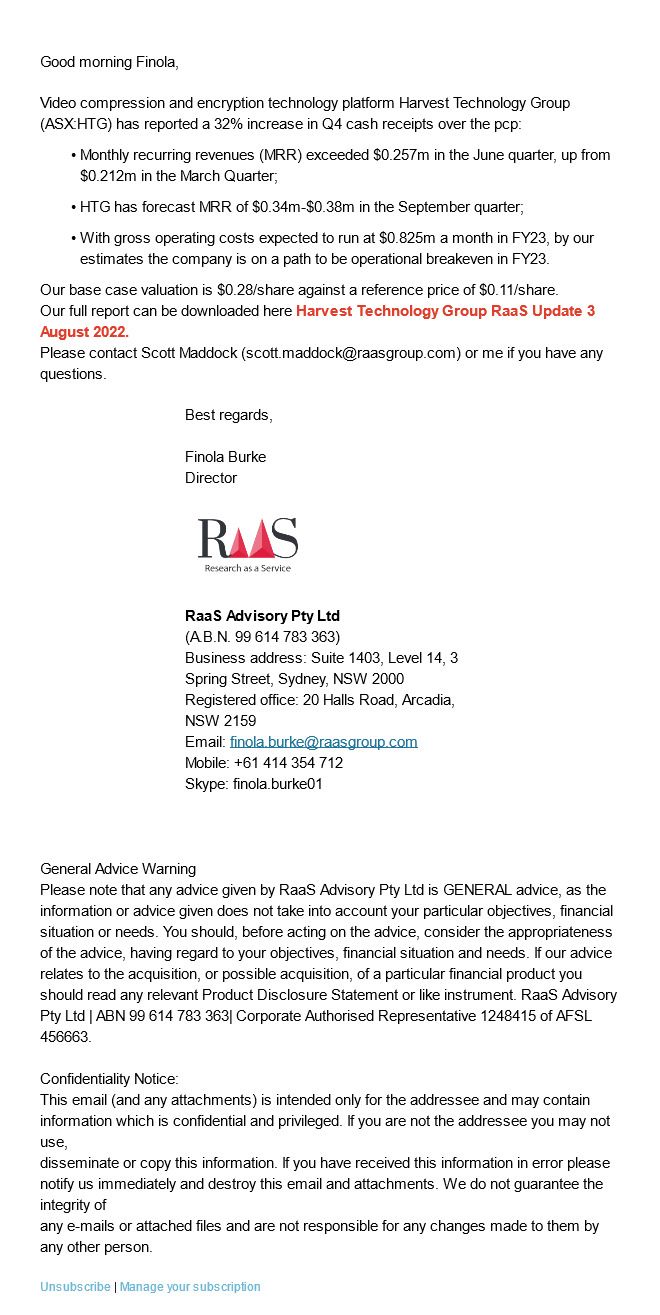 Good morning Finola,
Video compression and encryption technology platform Harvest Technology Group
(ASX:HTG) has reported a 32% increase in Q4 cash receipts over the pcp:
• Monthly recurring revenues (MRR) exceeded $0.257m in the June quarter, up from
$0.212m in the March Quarter;
• HTG has forecast MRR of $0.34m-$0.38m in the September quarter;
• With gross operating costs expected to run at $0.825m a month in FY23, by our
estimates the company is on a path to be operational breakeven in FY23.
Our base case valuation is $0.28/share against a reference price of $0.11/share.
Our full report can be downloaded here Harvest Technology Group RaaS Update 3
August 2022.
Please contact Scott Maddock (scott.maddock@raasgroup.com) or me if you have any
questions.
Best regards,
Finola Burke
Director
RAAS
Research as a Service
RaaS Advisory Pty Ltd
(A.B.N. 99 614 783 363)
Business address: Suite 1403, Level 14, 3
Spring Street, Sydney, NSW 2000
Registered office: 20 Halls Road, Arcadia,
NSW 2159
Email: finola.burke@raasgroup.com
Mobile: +61 414 354 712
Skype: finola.burke01
General Advice Warning
Please note that any advice given by RaaS Advisory Pty Ltd is GENERAL advice, as the
information or advice given does not take into account your particular objectives, financial
situation or needs. You should, before acting on the advice, consider the appropriateness
of the advice, having regard to your objectives, financial situation and needs. If our advice
relates to the acquisition, or possible acquisition, of a particular financial product you
should read any relevant Product Disclosure Statement or like instrument. RaaS Advisory
Pty Ltd | ABN 99 614 783 363| Corporate Authorised Representative 1248415 of AFSL
456663.
Confidentiality Notice:
This email (and any attachments) is intended only for the addressee and may contain
information which is confidential and privileged. If you are not the addressee you may not
use,
disseminate or copy this information. If you have received this information in error please
notify us immediately and destroy this email and attachments. We do not guarantee the
integrity of
any e-mails or attached files and are not responsible for any changes made to them by
any other person.
Unsubscribe | Manage your subscription